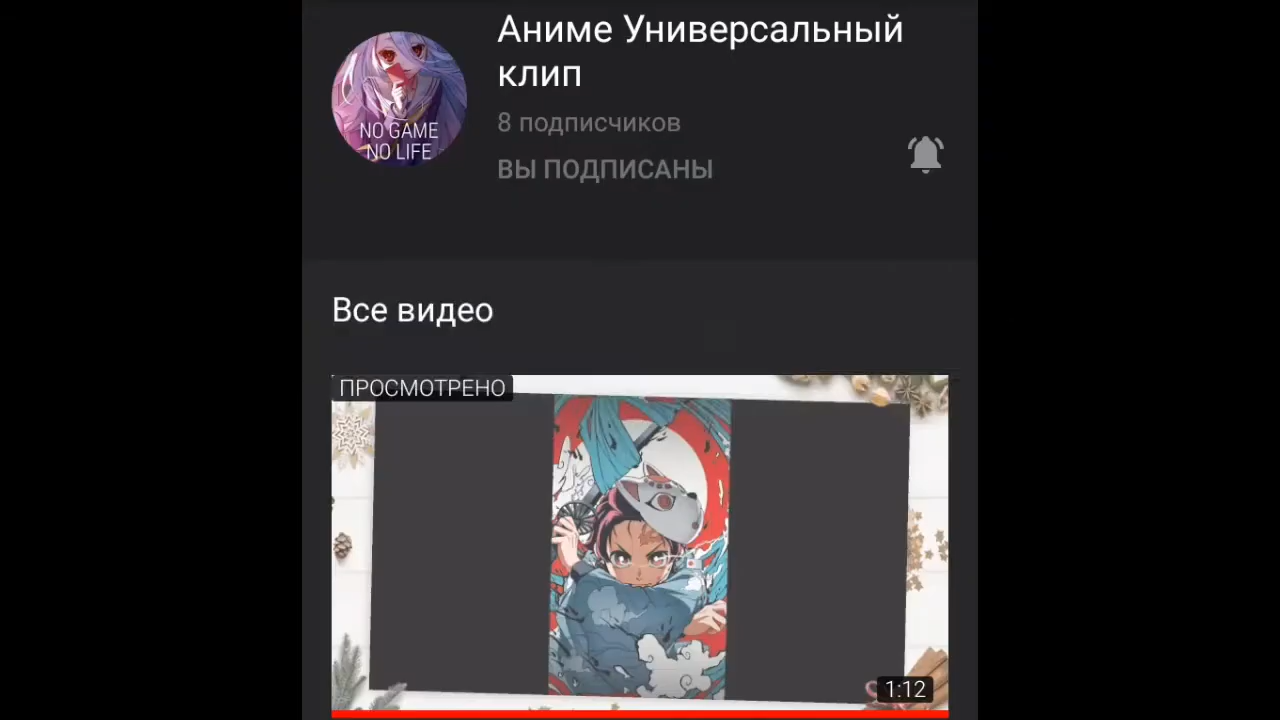 Аниме Универсальный
клип
8 подписчиков
ВЫ ПОДПИСАНЫ
NO GAME
NO LIFE
Все видео
ПРОСМОТРЕНО
1:12